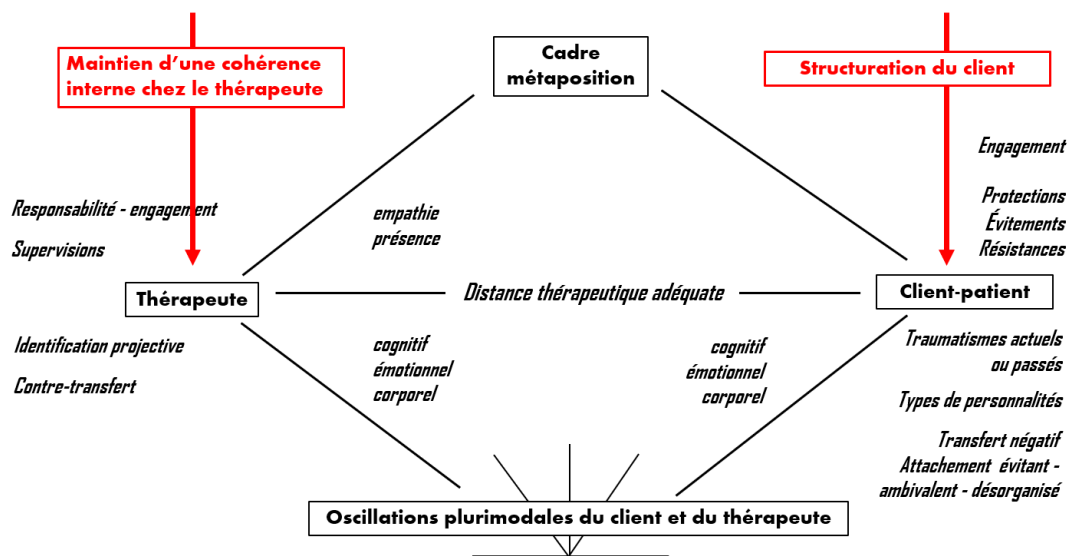 Maintien d'une cohérence
interne chez le thérapeute
Cadre
métaposition
Structuration du client
Engagement
Responsabilité - engagement
Supervisions
empathie
présence
Protections
Évitements
Résistances
Thérapeute
Distance thérapeutique adéquate
Client-patient
Identification projective
Contre-transfert
cognitif
émotionnel
corporel
cognitif
émotionnel
corporel
Traumatismes actuels
ou passés
Types de personnalités
Transfert négatif
Attachement évitant -
ambivalent - désorganisé
Oscillations plurimodales du client et du thérapeute